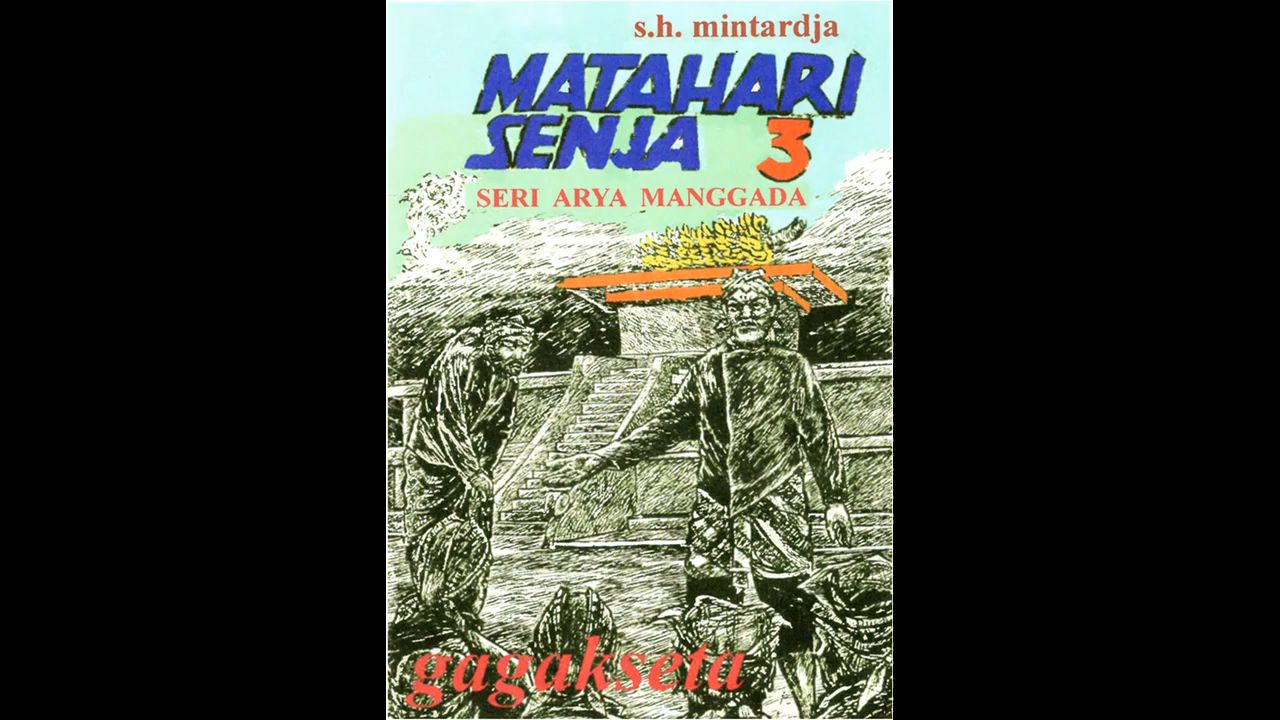 s.h. mintardja
MATAHARI
SENJA 3
SERI ARYA MANGGADA
gagakseta